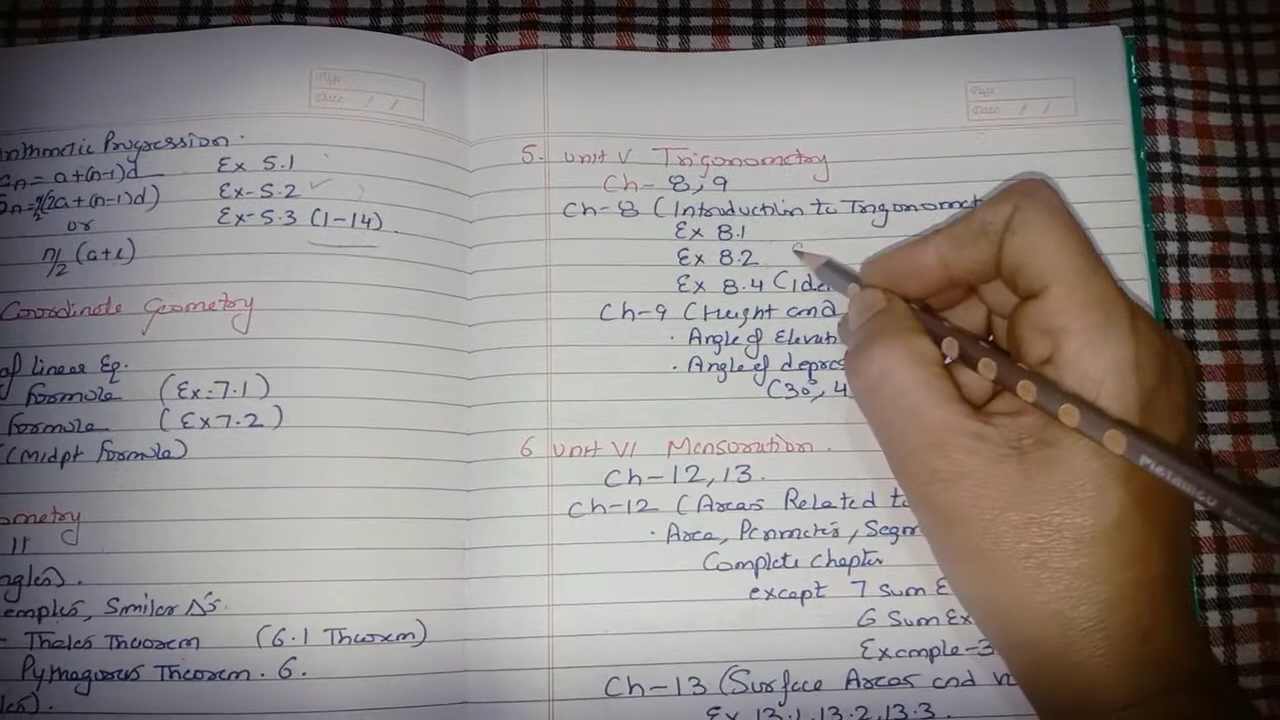 Page
Date / /
Arithmetic Progression.
an = a+(n-1)d Ex 5.1
Sn = n/2(2a+(n-1)d) Ex-5.2 ✓
or Ex-5.3 (1-14).
n/2 (a+l)
Coordinate Geometry
of linear Eq.
formula (Ex-7.1)
formula (Ex 7.2)
(Midpt formula)
ometry
11
ngles).
emples, Similar Δ's.
- Thales Theorem (6.1 Theorem)
Pythagorus Theorem. 6.
les).
Page
Date / /
5. Unit V Trigonometry
Ch- 8, 9
Ch-8 (Introduction to Trigonomet
Ex 8.1
Ex 8.2
Ex 8.4 (Ide
Ch-9 (Height and
· Angle of Elevati
· Angle of depres
(30°, 4
6 Unit VI Mensuration.
Ch-12, 13.
Ch-12 (Areas Related to
· Area, Perimeter, Segm
Complete Chapter
except 7 Sum E
6 Sum Ex
Example-3
Ch-13 (Surface Areas and
Ex 13.1, 13.2, 13.3.